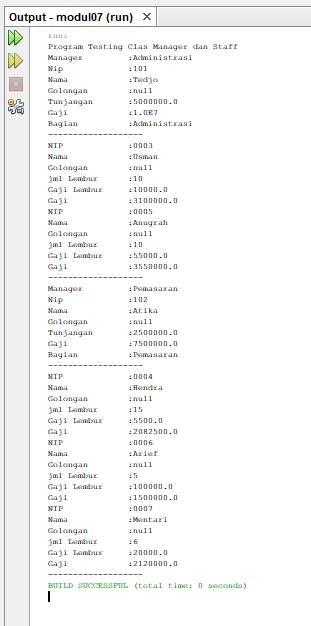 Output - modul07 (run)
run:
Program Testing Clas Manager dan Staff
Manager :Administrasi
Nip :101
Nama :Tedjo
Golongan :null
Tunjangan :5000000.0
Gaji :1.0E7
Bagian :Administrasi
-------------------
NIP :0003
Nama :Usman
Golongan :null
jml Lembur :10
Gaji Lembur :10000.0
Gaji :3100000.0
NIP :0005
Nama :Anugrah
Golongan :null
jml Lembur :10
Gaji Lembur :55000.0
Gaji :3550000.0
-------------------
Manager :Pemasaran
Nip :102
Nama :Atika
Golongan :null
Tunjangan :2500000.0
Gaji :7500000.0
Bagian :Pemasaran
-------------------
NIP :0004
Nama :Hendra
Golongan :null
jml Lembur :15
Gaji Lembur :5500.0
Gaji :2082500.0
NIP :0006
Nama :Arief
Golongan :null
jml Lembur :5
Gaji Lembur :100000.0
Gaji :1500000.0
NIP :0007
Nama :Mentari
Golongan :null
jml Lembur :6
Gaji Lembur :20000.0
Gaji :2120000.0
-------------------
BUILD SUCCESSFUL (total time: 0 seconds)